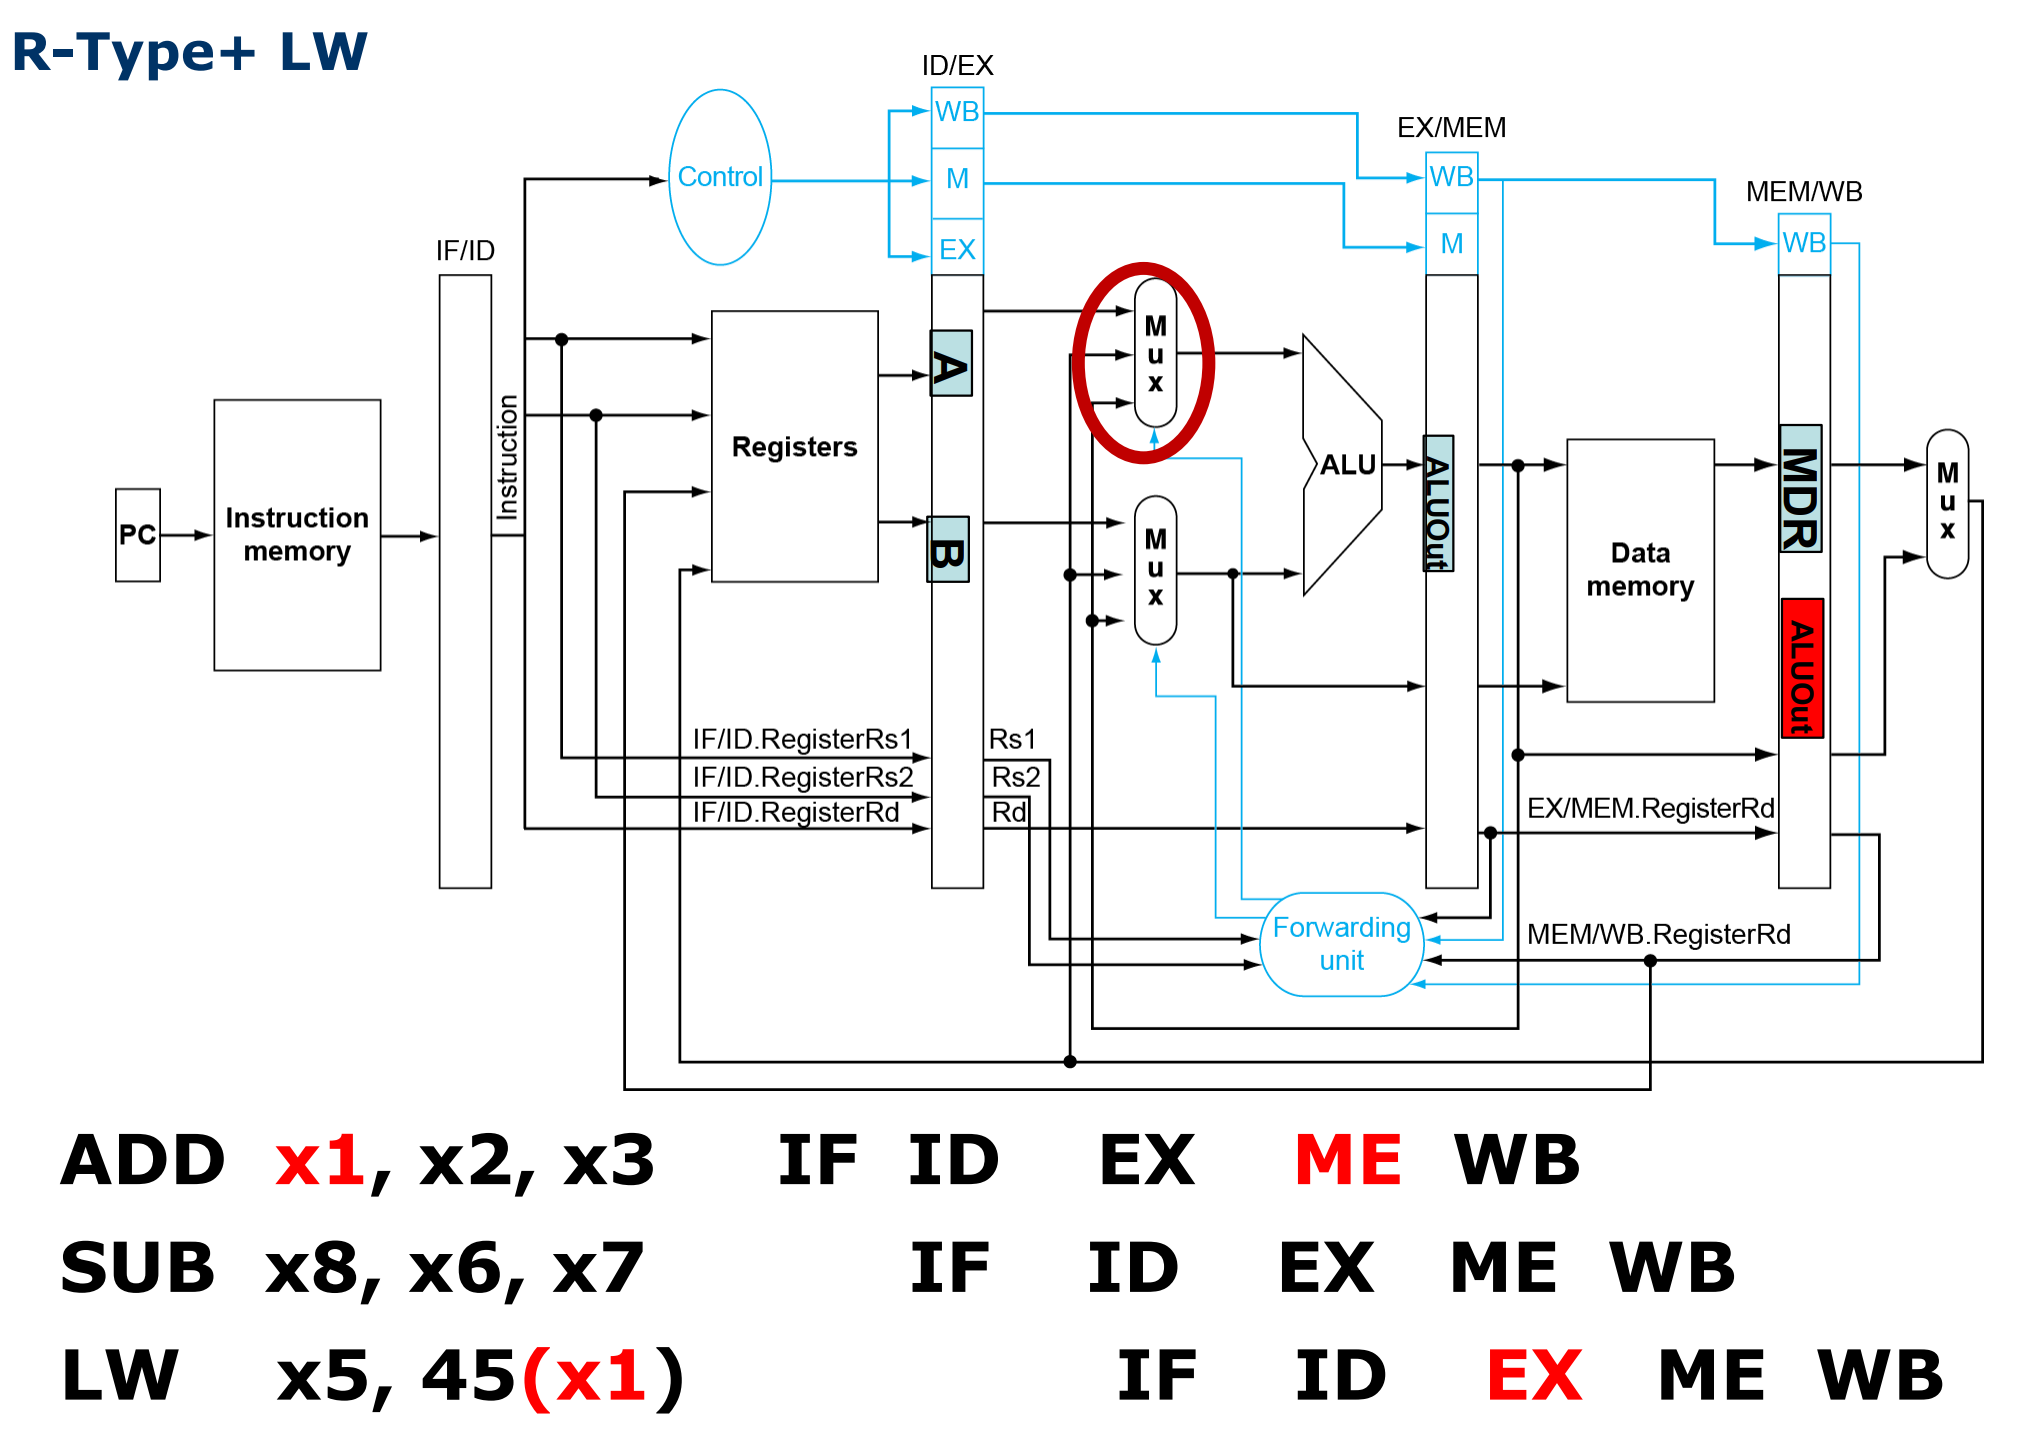 R-Type+ LW
ID/EX
WB
EX/MEM
Control
M
WB
MEM/WB
IF/ID
EX
M
WB
Mux
A
Instruction
Registers
ALU
ALUOut
MDR
Mux
PC
Instruction
memory
B
Mux
Data
memory
ALUOut
IF/ID.RegisterRs1
Rs1
IF/ID.RegisterRs2
Rs2
IF/ID.RegisterRd
Rd
EX/MEM.RegisterRd
Forwarding
unit
MEM/WB.RegisterRd
ADD x1, x2, x3 IF ID EX ME WB
SUB x8, x6, x7 IF ID EX ME WB
LW x5, 45(x1) IF ID EX ME WB